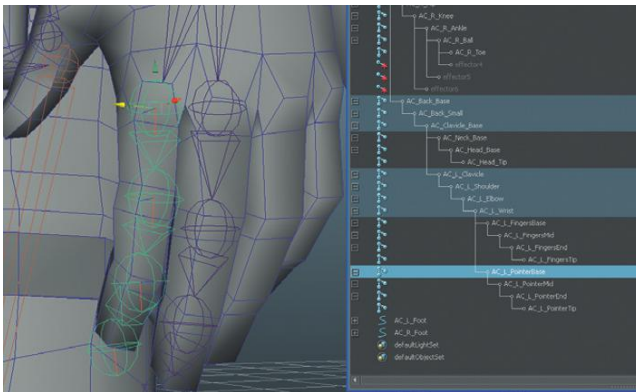 AC_R_Knee
AC_R_Ankle
AC_R_Ball
AC_R_Toe
effector4
effector5
effector6
AC_Back_Base
AC_Back_Small
AC_Clavicle_Base
AC_Neck_Base
AC_Head_Base
AC_Head_Tip
AC_L_Clavicle
AC_L_Shoulder
AC_L_Elbow
AC_L_Wrist
AC_L_FingersBase
AC_L_FingersMid
AC_L_FingersEnd
AC_L_FingersTip
AC_L_PointerBase
AC_L_PointerMid
AC_L_PointerEnd
AC_L_PointerTip
AC_L_Foot
AC_R_Foot
defaultLightSet
defaultObjectSet